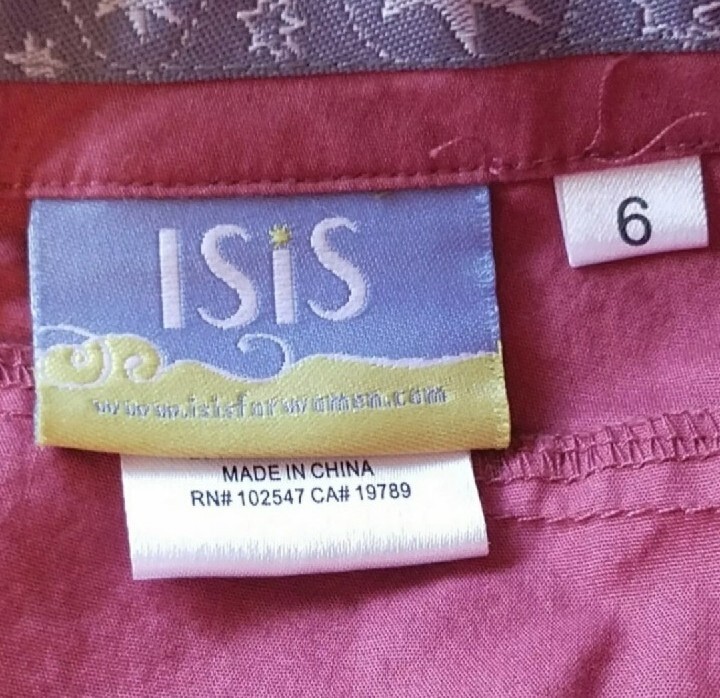 ISiS
6
www.isisforwomen.com
MADE IN CHINA
RN# 102547 CA# 19789